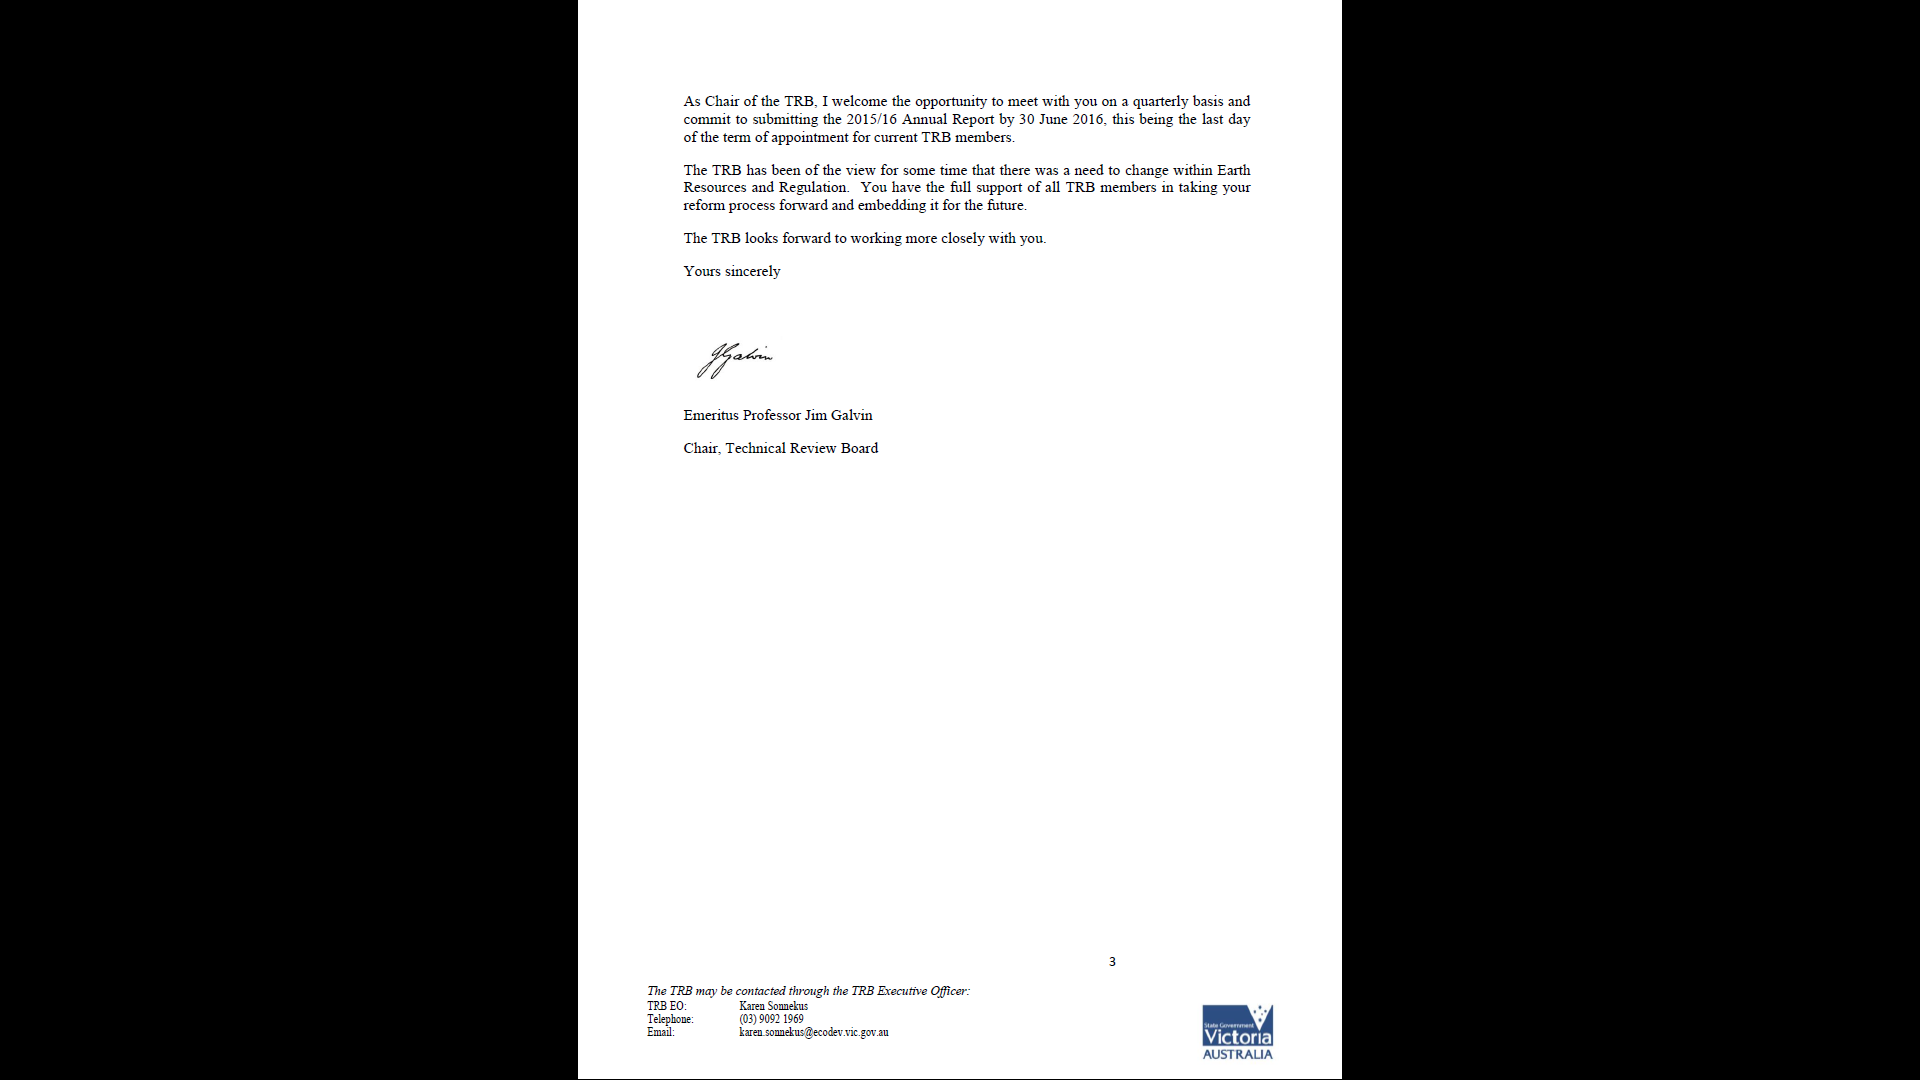 As Chair of the TRB, I welcome the opportunity to meet with you on a quarterly basis and
commit to submitting the 2015/16 Annual Report by 30 June 2016, this being the last day
of the term of appointment for current TRB members.
The TRB has been of the view for some time that there was a need to change within Earth
Resources and Regulation.  You have the full support of all TRB members in taking your
reform process forward and embedding it for the future.
The TRB looks forward to working more closely with you.
Yours sincerely
JGalvin
Emeritus Professor Jim Galvin
Chair, Technical Review Board
3
The TRB may be contacted through the TRB Executive Officer:
TRB EO: Karen Sonnekus
Telephone: (03) 9092 1969
Email: karen.sonnekus@ecodev.vic.gov.au
State Government
Victoria
AUSTRALIA